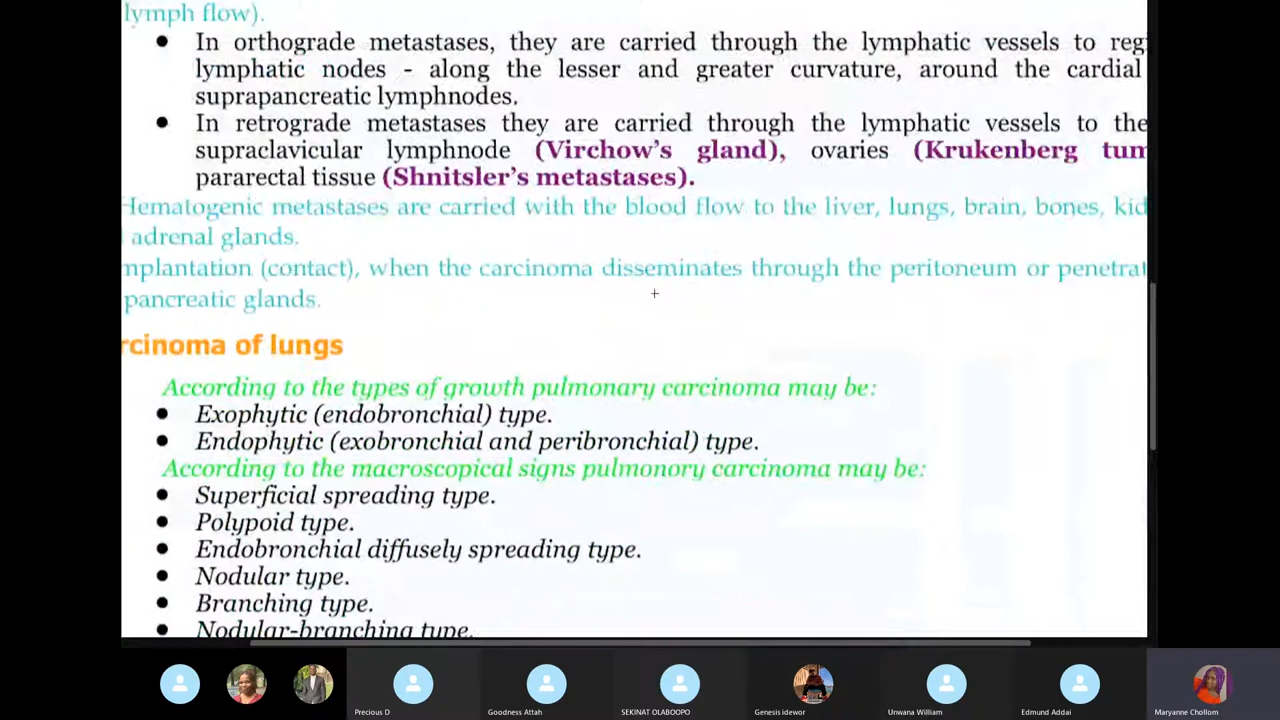 lymph flow).
● In orthograde metastases, they are carried through the lymphatic vessels to reg
lymphatic nodes - along the lesser and greater curvature, around the cardial
suprapancreatic lymphnodes.
● In retrograde metastases they are carried through the lymphatic vessels to the
supraclavicular lymphnode (Virchow's gland), ovaries (Krukenberg tum
pararectal tissue (Shnitsler's metastases).
Hematogenic metastases are carried with the blood flow to the liver, lungs, brain, bones, kid
adrenal glands.
mplantation (contact), when the carcinoma disseminates through the peritoneum or penetrat
pancreatic glands.
rcinoma of lungs
According to the types of growth pulmonary carcinoma may be:
● Exophytic (endobronchial) type.
● Endophytic (exobronchial and peribronchial) type.
According to the macroscopical signs pulmonory carcinoma may be:
● Superficial spreading type.
● Polypoid type.
● Endobronchial diffusely spreading type.
● Nodular type.
● Branching type.
● Nodular-branching type.
Precious D
Goodness Attah
SEKINAT OLABOOPO
Genesis idewor
Unwana William
Edmund Addai
Maryanne Chollom